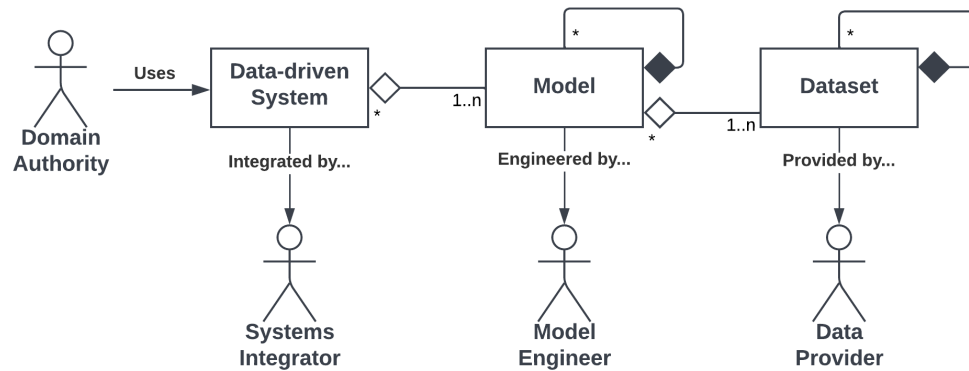 *
*
Uses
Data-driven
System
Model
Dataset
*
1..n
*
1..n
Domain
Authority
Integrated by...
Engineered by...
Provided by...
Systems
Integrator
Model
Engineer
Data
Provider